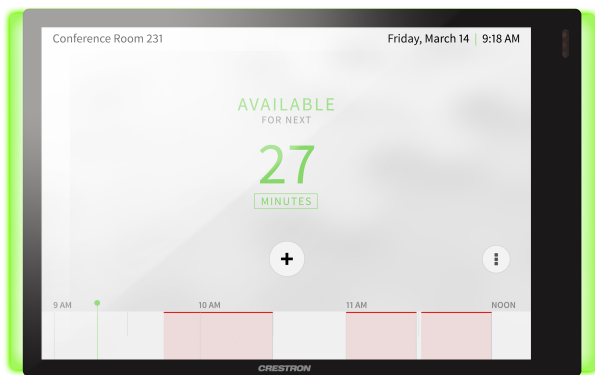 Conference Room 231
Friday, March 14 | 9:18 AM
AVAILABLE
FOR NEXT
27
MINUTES
9 AM
10 AM
11 AM
NOON
CRESTRON